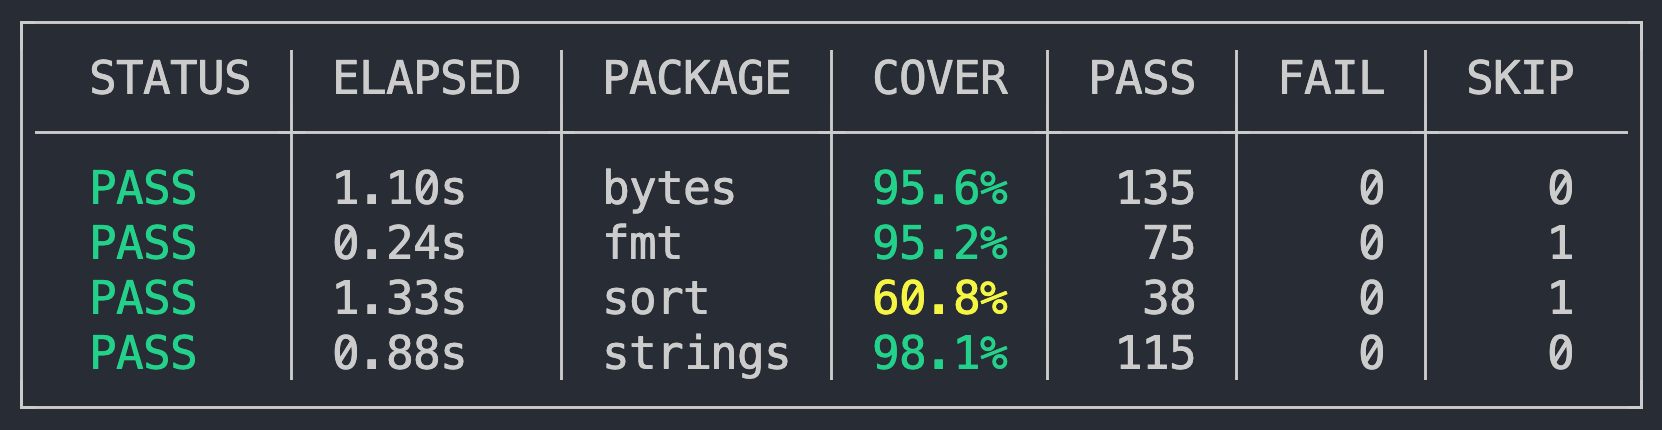 STATUS ELAPSED PACKAGE COVER PASS FAIL SKIP
PASS 1.10s bytes 95.6% 135 0 0
PASS 0.24s fmt 95.2% 75 0 1
PASS 1.33s sort 60.8% 38 0 1
PASS 0.88s strings 98.1% 115 0 0